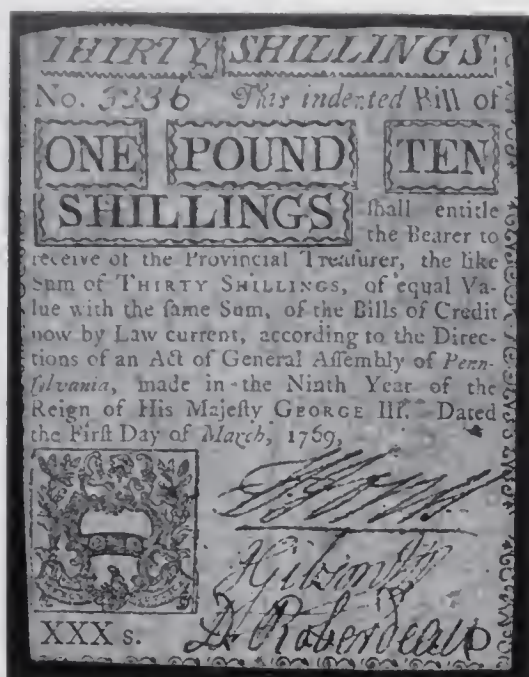 THIRTY SHILLINGS
No. 3336 This indented Bill of
ONE POUND TEN
SHILLINGS ſhall entitle
the Bearer to
receive of the Provincial Treaſurer, the like
Sum of THIRTY SHILLINGS, of equal Va-
lue with the ſame Sum, of the Bills of Credit
now by Law current, according to the Direc-
tions of an Act of General Aſſembly of Penn-
ſilvania, made in the Ninth Year of the
Reign of His Majeſty GEORGE III. Dated
the Firſt Day of March, 1769,
D Roberdeau
XXX s.